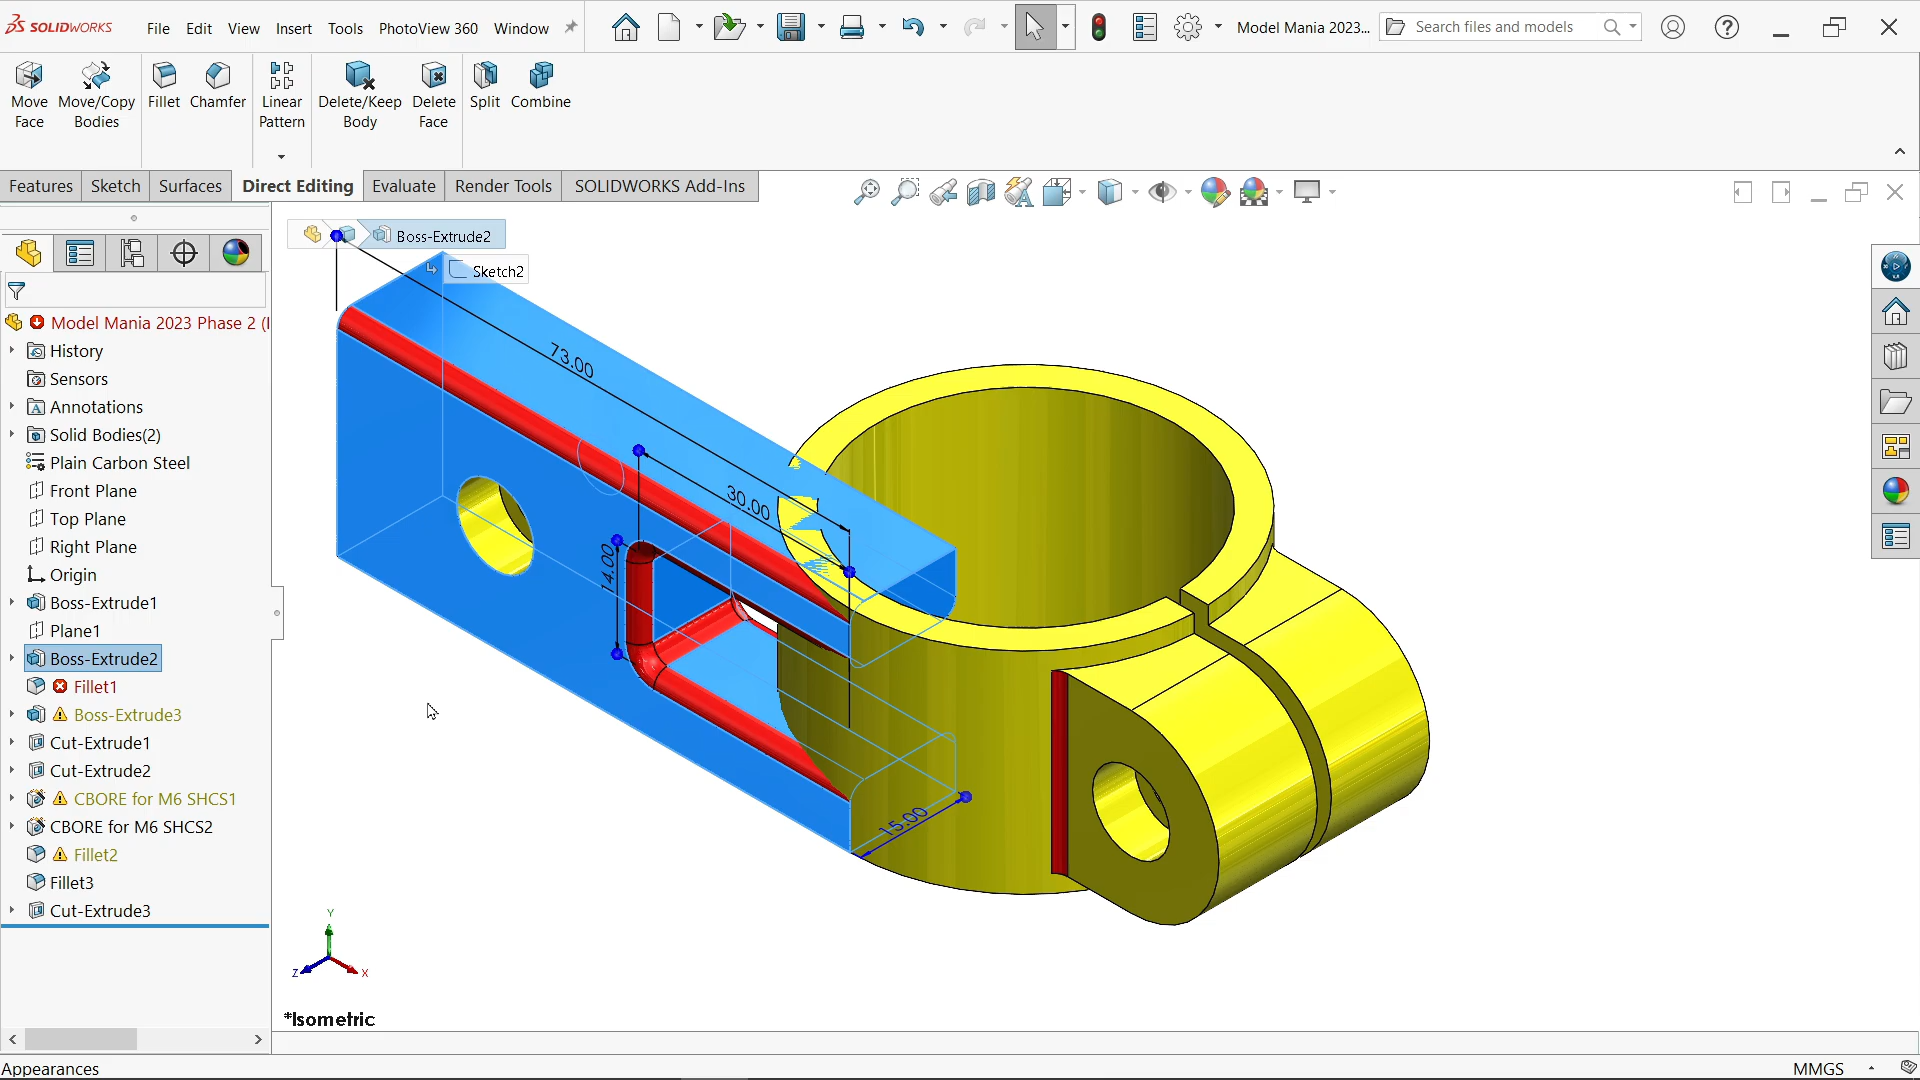 SOLIDWORKS File Edit View Insert Tools PhotoView 360 Window Model Mania 2023... Search files and models
Move Face
Move/Copy Bodies
Fillet
Chamfer
Linear Pattern
Delete/Keep Body
Delete Face
Split
Combine
Features Sketch Surfaces Direct Editing Evaluate Render Tools SOLIDWORKS Add-Ins
Boss-Extrude2
Sketch2
Model Mania 2023 Phase 2 (
History
Sensors
Annotations
Solid Bodies(2)
Plain Carbon Steel
Front Plane
Top Plane
Right Plane
Origin
Boss-Extrude1
Plane1
Boss-Extrude2
Fillet1
Boss-Extrude3
Cut-Extrude1
Cut-Extrude2
CBORE for M6 SHCS1
CBORE for M6 SHCS2
Fillet2
Fillet3
Cut-Extrude3
73.00
30.00
14.00
15.00
Y
Z X
*Isometric
Appearances MMGS